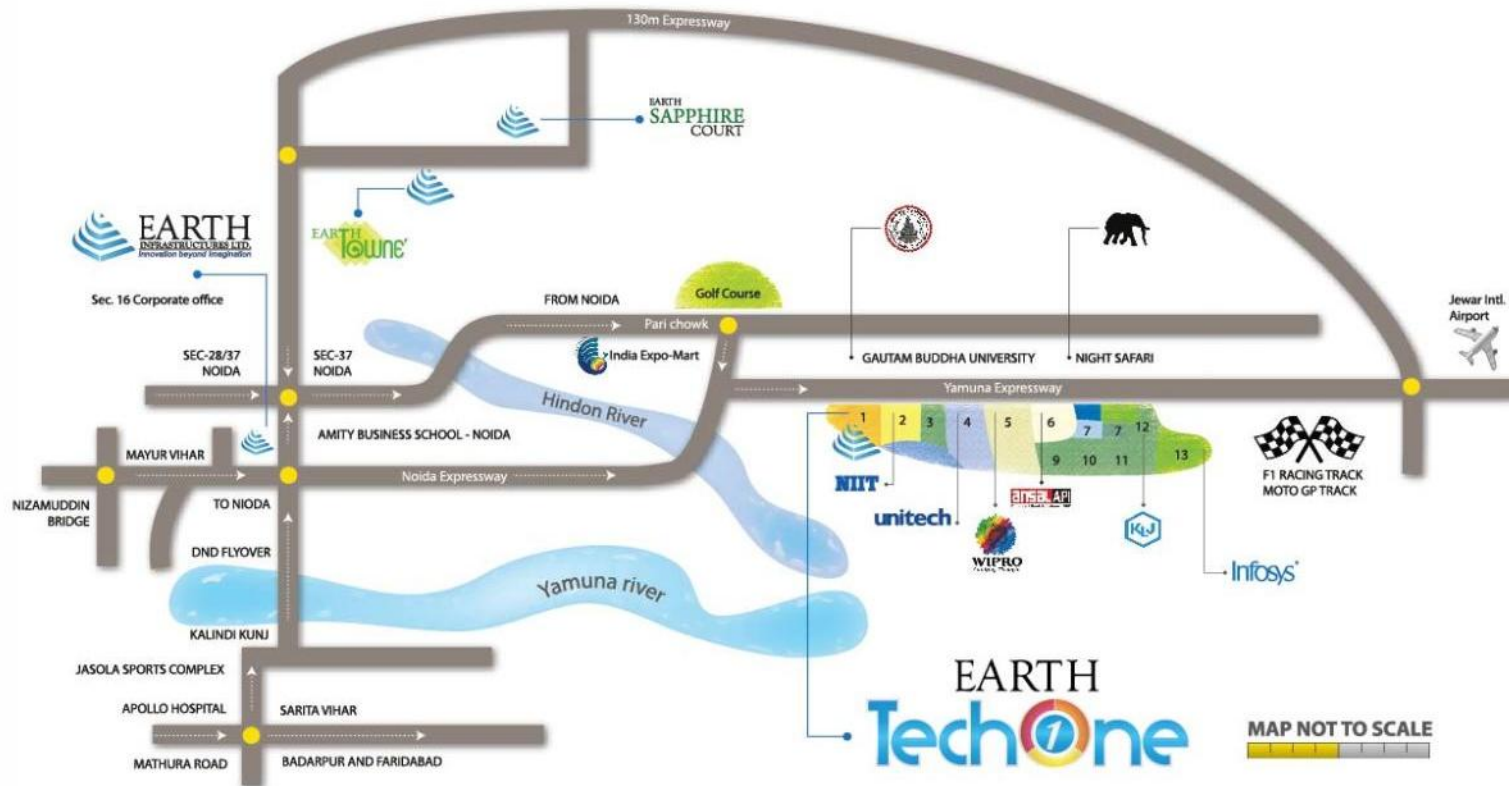 130m Expressway
EARTH
SAPPHIRE
COURT
EARTH
INFRASTRUCTURES LTD.
Innovation beyond Imagination
Sec. 16 Corporate office
EARTH
TOWNE'
FROM NOIDA
Golf Course
Pari chowk
India Expo-Mart
Jewar Intl.
Airport
SEC-28/37
NOIDA
SEC-37
NOIDA
GAUTAM BUDDHA UNIVERSITY
NIGHT SAFARI
Yamuna Expressway
Hindon River
AMITY BUSINESS SCHOOL - NOIDA
MAYUR VIHAR
Noida Expressway
NIZAMUDDIN
BRIDGE
TO NIODA
DND FLYOVER
1 2 3 4 5 6 7 7 12
9 10 11 13
NIIT
unitech
WIPRO
ansal API
KLJ
Infosys
F1 RACING TRACK
MOTO GP TRACK
Yamuna river
KALINDI KUNJ
JASOLA SPORTS COMPLEX
APOLLO HOSPITAL
SARITA VIHAR
MATHURA ROAD
BADARPUR AND FARIDABAD
EARTH
Tech1One
MAP NOT TO SCALE